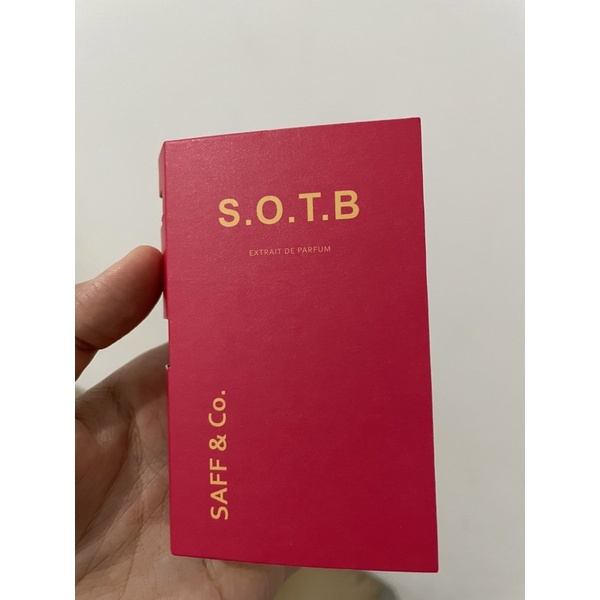 S.O.T.B
EXTRAIT DE PARFUM
SAFF & Co.